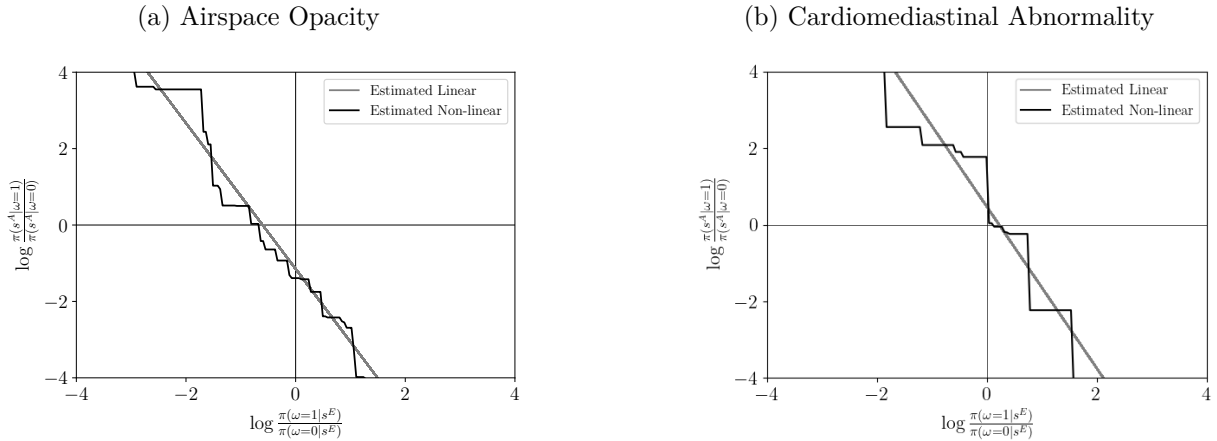 (a) Airspace Opacity
4
2
0
−2
−4
−4
−2
0
2
4
Estimated Linear
Estimated Non-linear
log π(s^A|ω=1)/π(s^A|ω=0)
log π(ω=1|s^E)/π(ω=0|s^E)
(b) Cardiomediastinal Abnormality
4
2
0
−2
−4
−4
−2
0
2
4
Estimated Linear
Estimated Non-linear
log π(s^A|ω=1)/π(s^A|ω=0)
log π(ω=1|s^E)/π(ω=0|s^E)